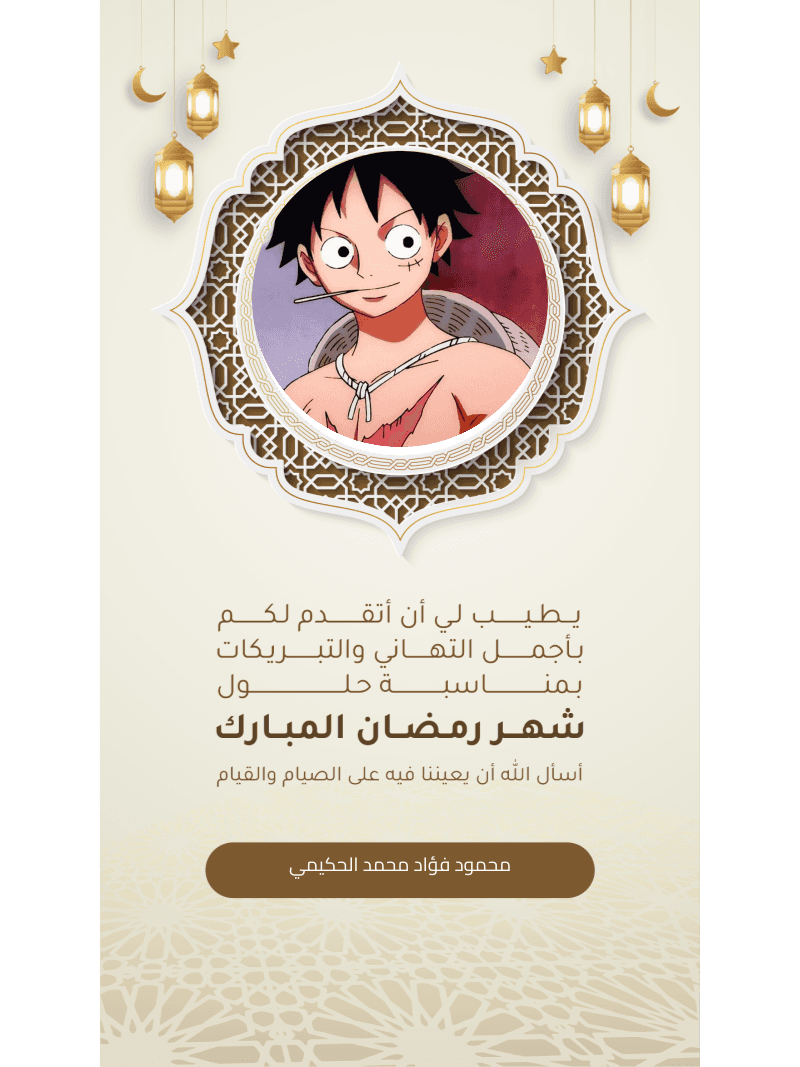 يطيب لي أن أتقدم لكم
بأجمل التهاني والتبريكات
بمناسبة حلول
شهر رمضان المبارك
أسأل الله أن يعيننا فيه على الصيام والقيام
محمود فؤاد محمد الحكيمي